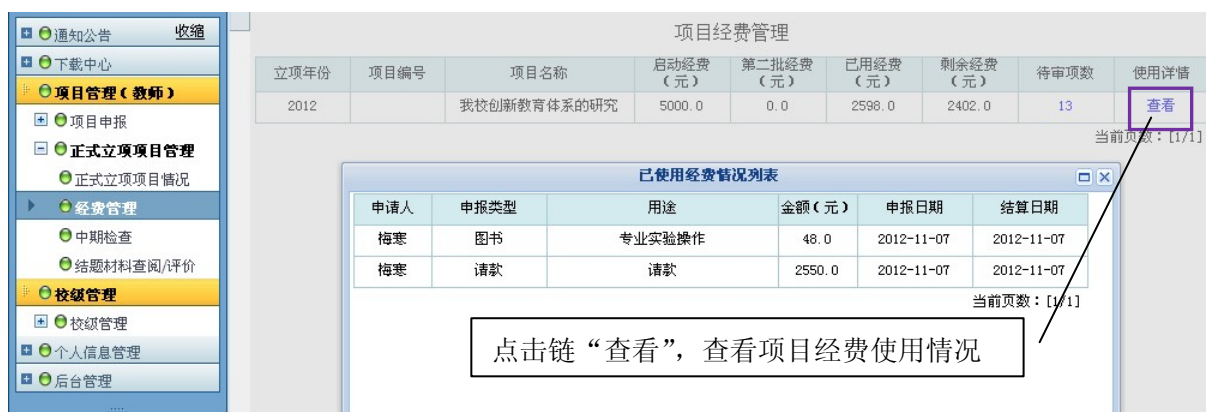 通知公告 收缩
下载中心
项目管理（教师）
项目申报
正式立项项目管理
正式立项项目情况
经费管理
中期检查
结题材料查阅/评价
校级管理
校级管理
个人信息管理
后台管理
项目经费管理
立项年份 项目编号 项目名称 启动经费（元） 第二批经费（元） 已用经费（元） 剩余经费（元） 待审项数 使用详情
2012 我校创新教育体系的研究 5000.0 0.0 2598.0 2402.0 13 查看
当前页数：[1/1]
已使用经费情况列表
申请人 申报类型 用途 金额（元） 申报日期 结算日期
梅寒 图书 专业实验操作 48.0 2012-11-07 2012-11-07
梅寒 请款 请款 2550.0 2012-11-07 2012-11-07
当前页数：[1/1]
点击链“查看”，查看项目经费使用情况